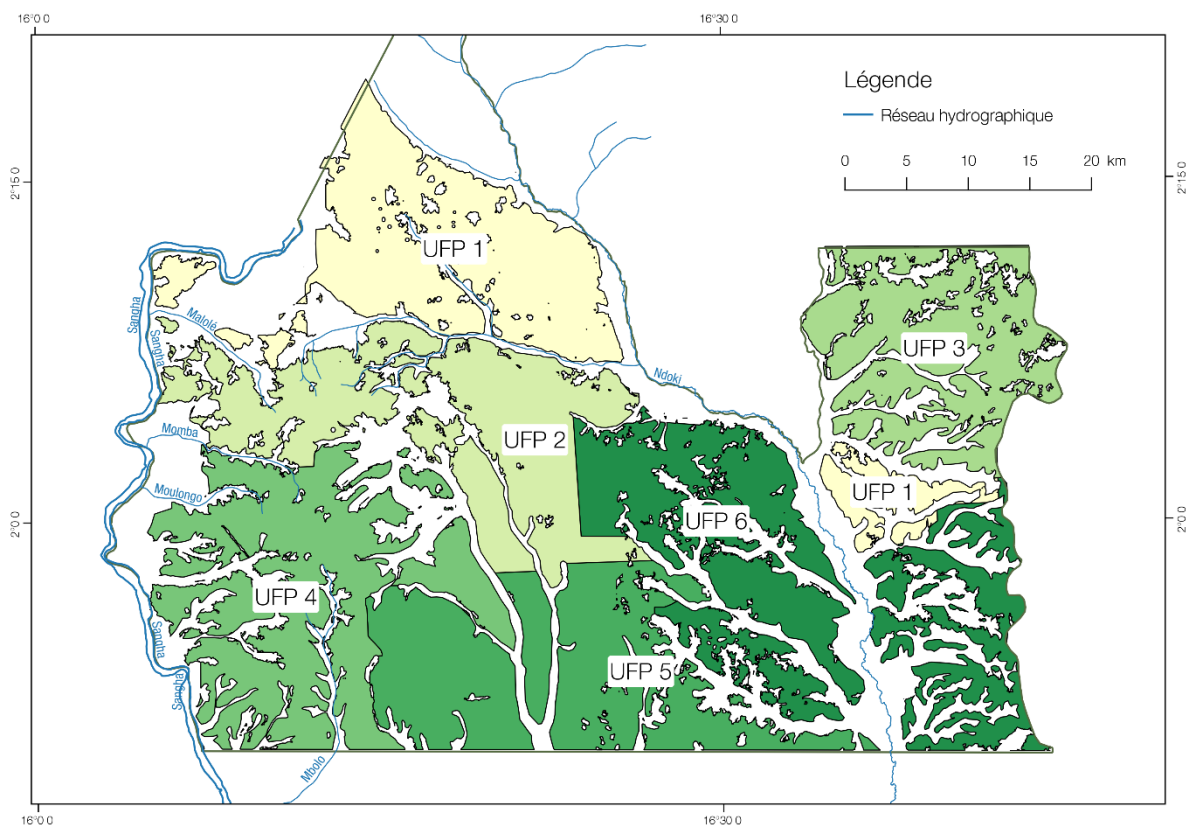 16°0 0
16°30 0
Légende
Réseau hydrographique
0 5 10 15 20 km
2°15 0
2°15 0
UFP 1
Sangha
Malolé
Sangha
UFP 3
Ndoki
Momba
UFP 2
UFP 1
Moulongo
UFP 6
2°0 0
2°0 0
UFP 4
Sangha
UFP 5
Sangha
Mbolo
16°0 0
16°30 0